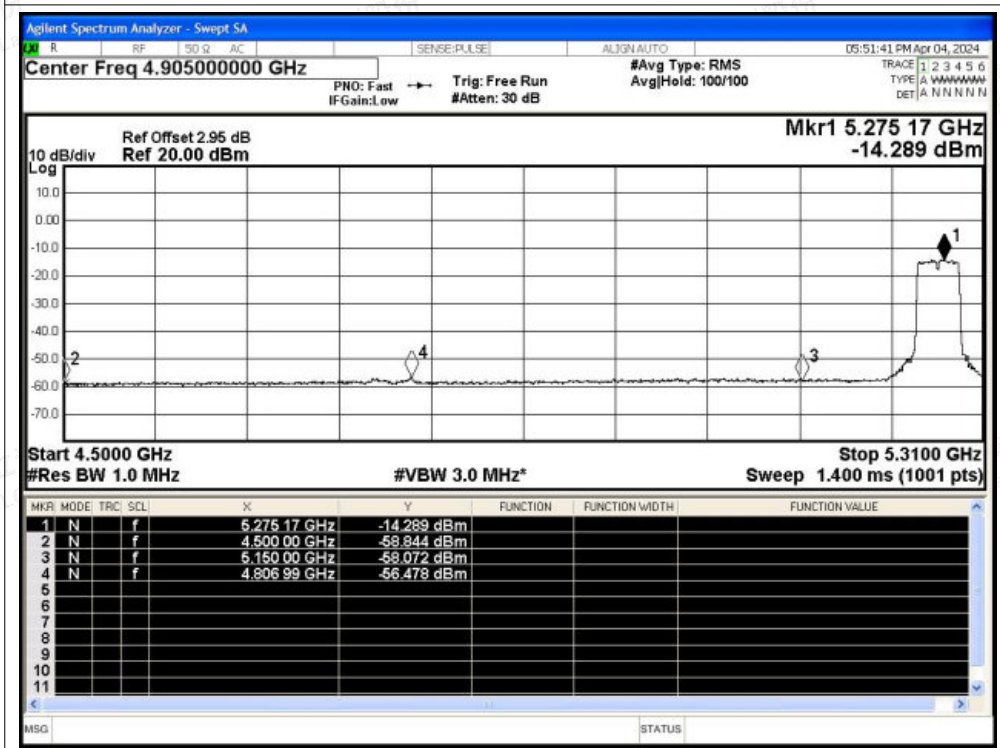 Agilent Spectrum Analyzer - Swept SA
LXI R RF 50 Ω AC SENSE:PULSE ALIGN AUTO 05:51:41 PM Apr 04, 2024
Center Freq 4.905000000 GHz #Avg Type: RMS TRACE 1 2 3 4 5 6
PNO: Fast Trig: Free Run Avg|Hold: 100/100 TYPE A WWWWW
IFGain:Low #Atten: 30 dB DET A N N N N N
Mkr1 5.275 17 GHz
Ref Offset 2.95 dB
10 dB/div Ref 20.00 dBm -14.289 dBm
Log
10.0
0.00
1
-10.0
-20.0
-30.0
-40.0
-50.0 2 4 3
-60.0
-70.0
Start 4.5000 GHz Stop 5.3100 GHz
#Res BW 1.0 MHz #VBW 3.0 MHz* Sweep 1.400 ms (1001 pts)
MKR MODE TRC SCL X Y FUNCTION FUNCTION WIDTH FUNCTION VALUE
1 N f 5.275 17 GHz -14.289 dBm
2 N f 4.500 00 GHz -58.844 dBm
3 N f 5.150 00 GHz -58.072 dBm
4 N f 4.806 99 GHz -56.478 dBm
5
6
7
8
9
10
11
MSG STATUS